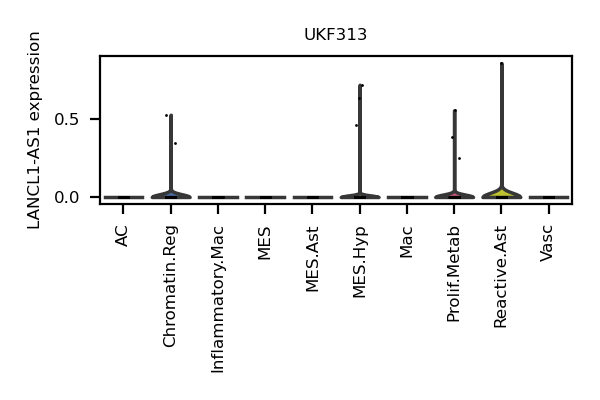 UKF313
LANCL1-AS1 expression
0.5
0.0
AC
Chromatin.Reg
Inflammatory.Mac
MES
MES.Ast
MES.Hyp
Mac
Prolif.Metab
Reactive.Ast
Vasc